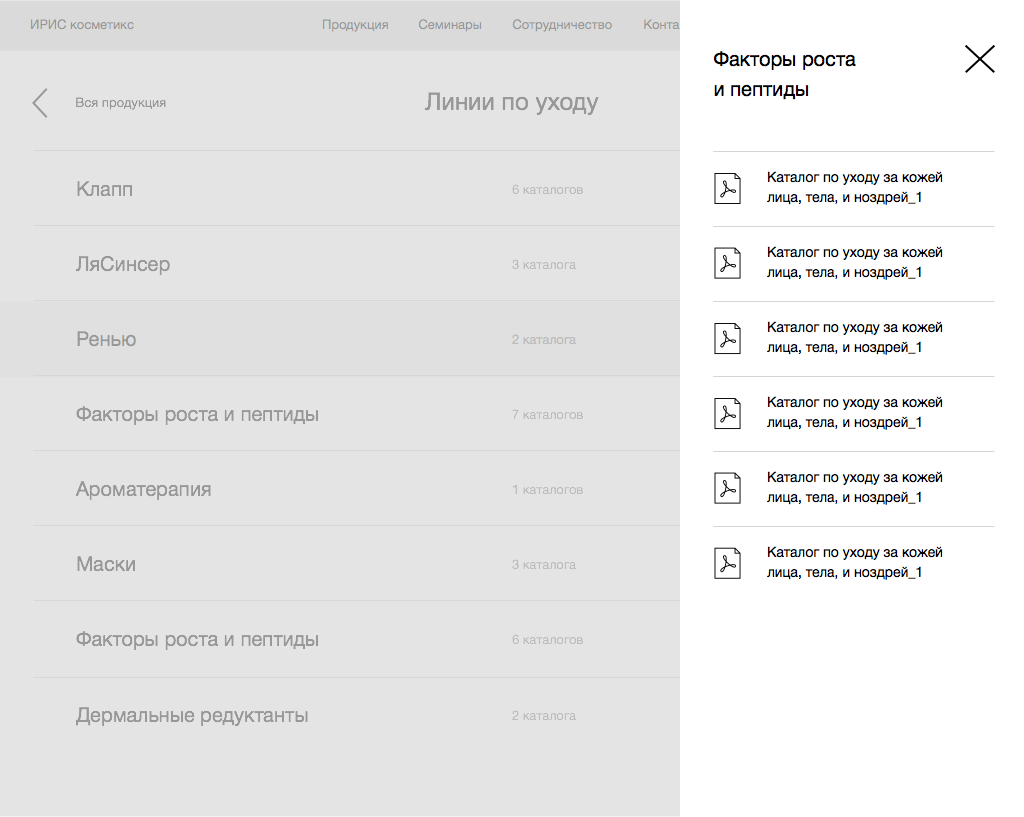 ИРИС косметикс
Продукция
Семинары
Сотрудничество
Конта
Вся продукция
Линии по уходу
Клапп
6 каталогов
ЛяСинсер
3 каталога
Ренью
2 каталога
Факторы роста и пептиды
7 каталогов
Ароматерапия
1 каталогов
Маски
3 каталога
Факторы роста и пептиды
6 каталогов
Дермальные редуктанты
2 каталога
Факторы роста
и пептиды
Каталог по уходу за кожей
лица, тела, и ноздрей_1
Каталог по уходу за кожей
лица, тела, и ноздрей_1
Каталог по уходу за кожей
лица, тела, и ноздрей_1
Каталог по уходу за кожей
лица, тела, и ноздрей_1
Каталог по уходу за кожей
лица, тела, и ноздрей_1
Каталог по уходу за кожей
лица, тела, и ноздрей_1